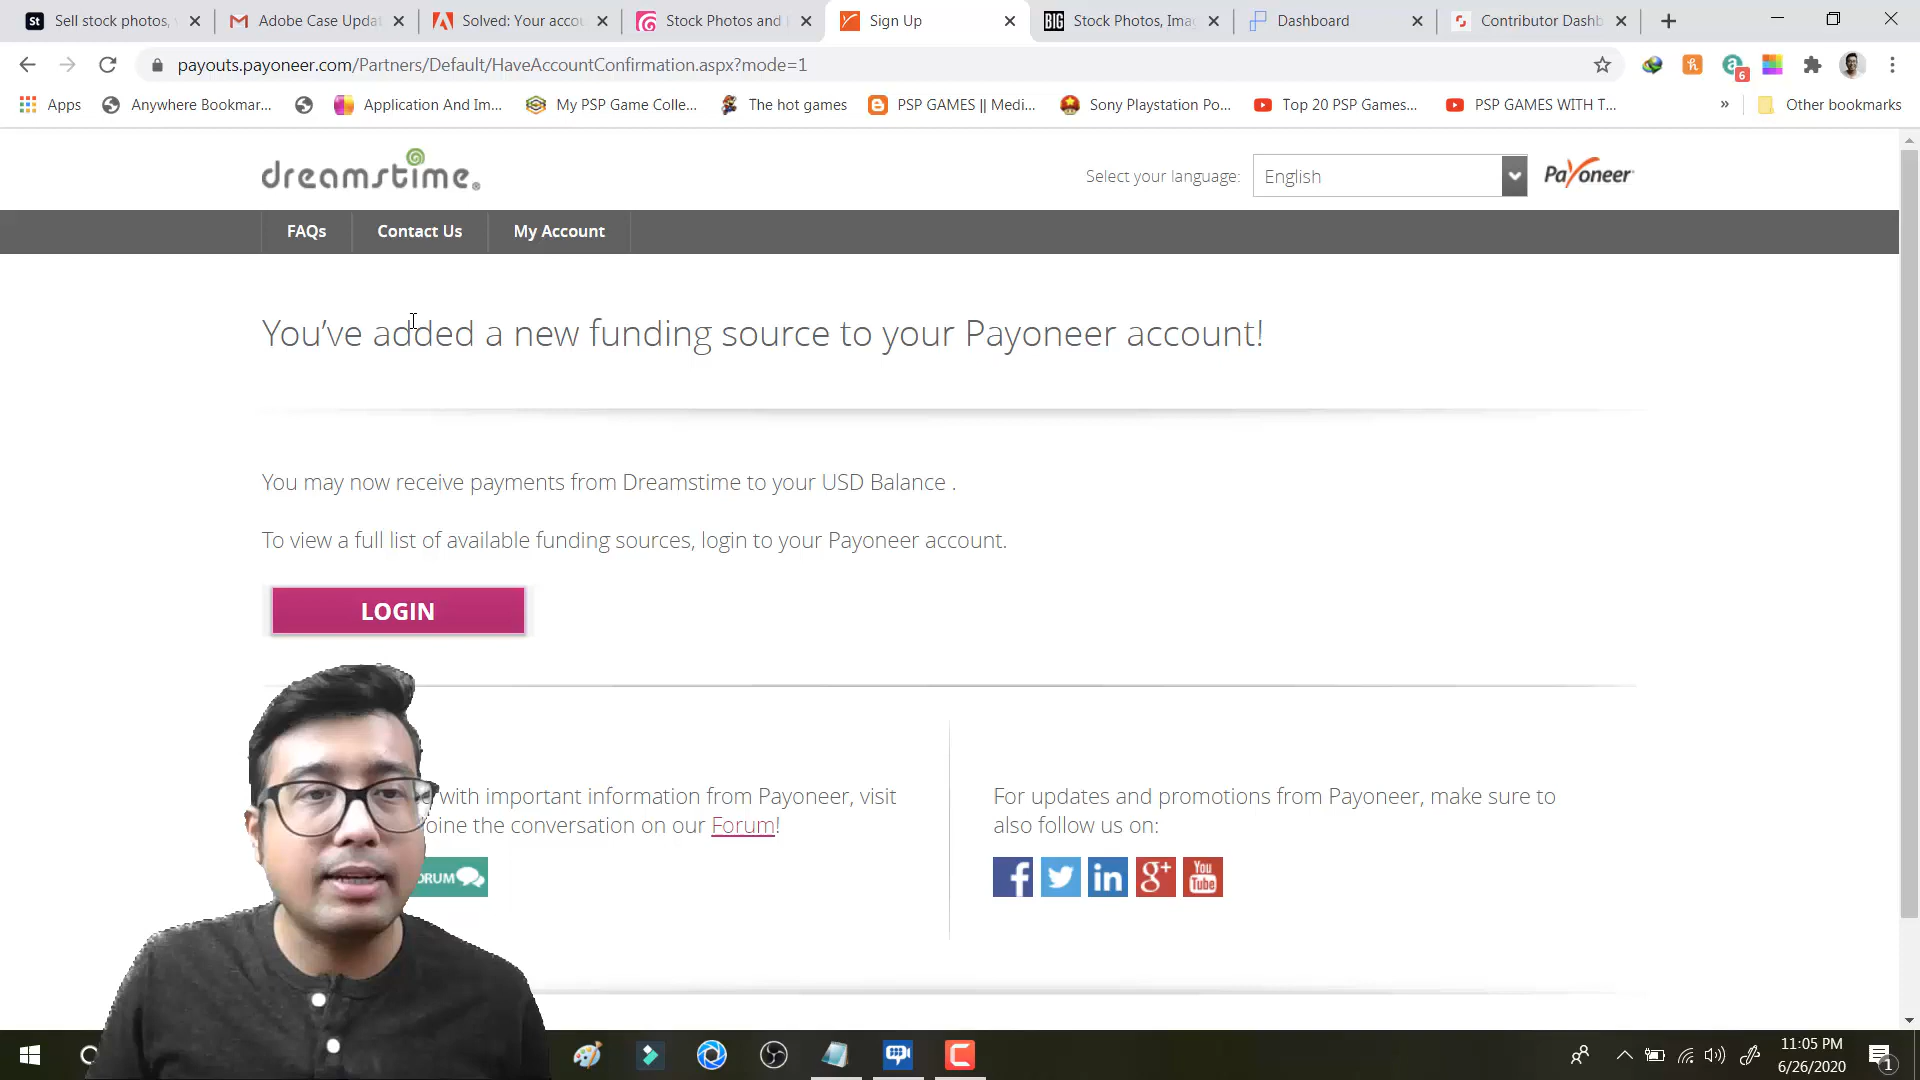 Sell stock photos,
Adobe Case Updat
Solved: Your accou
Stock Photos and
Sign Up
BIG
Stock Photos, Imag
Dashboard
Contributor Dashb
payouts.payoneer.com/Partners/Default/HaveAccountConfirmation.aspx?mode=1
6
Apps
Anywhere Bookmar...
Application And Im...
My PSP Game Colle...
The hot games
PSP GAMES || Medi...
Sony Playstation Po...
Top 20 PSP Games...
PSP GAMES WITH T...
»
Other bookmarks
dreamstime®
Select your language:
English
Payoneer
FAQs
Contact Us
My Account
You've added a new funding source to your Payoneer account!
You may now receive payments from Dreamstime to your USD Balance .
To view a full list of available funding sources, login to your Payoneer account.
LOGIN
with important information from Payoneer, visit
oine the conversation on our Forum!
ORUM
For updates and promotions from Payoneer, make sure to
also follow us on:
f
in
g+
You Tube
11:05 PM
6/26/2020
1